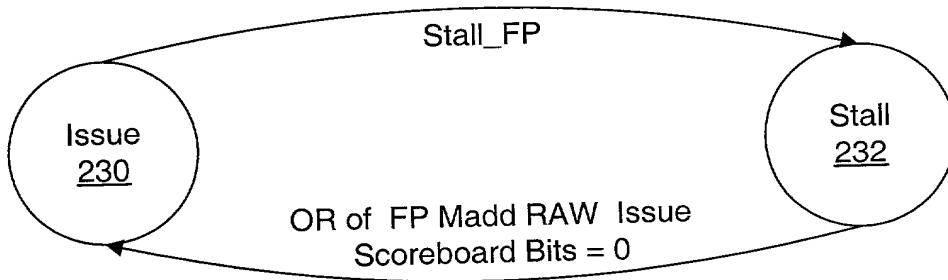 Stall_FP
Issue
230
Stall
232
OR of FP Madd RAW Issue
Scoreboard Bits = 0